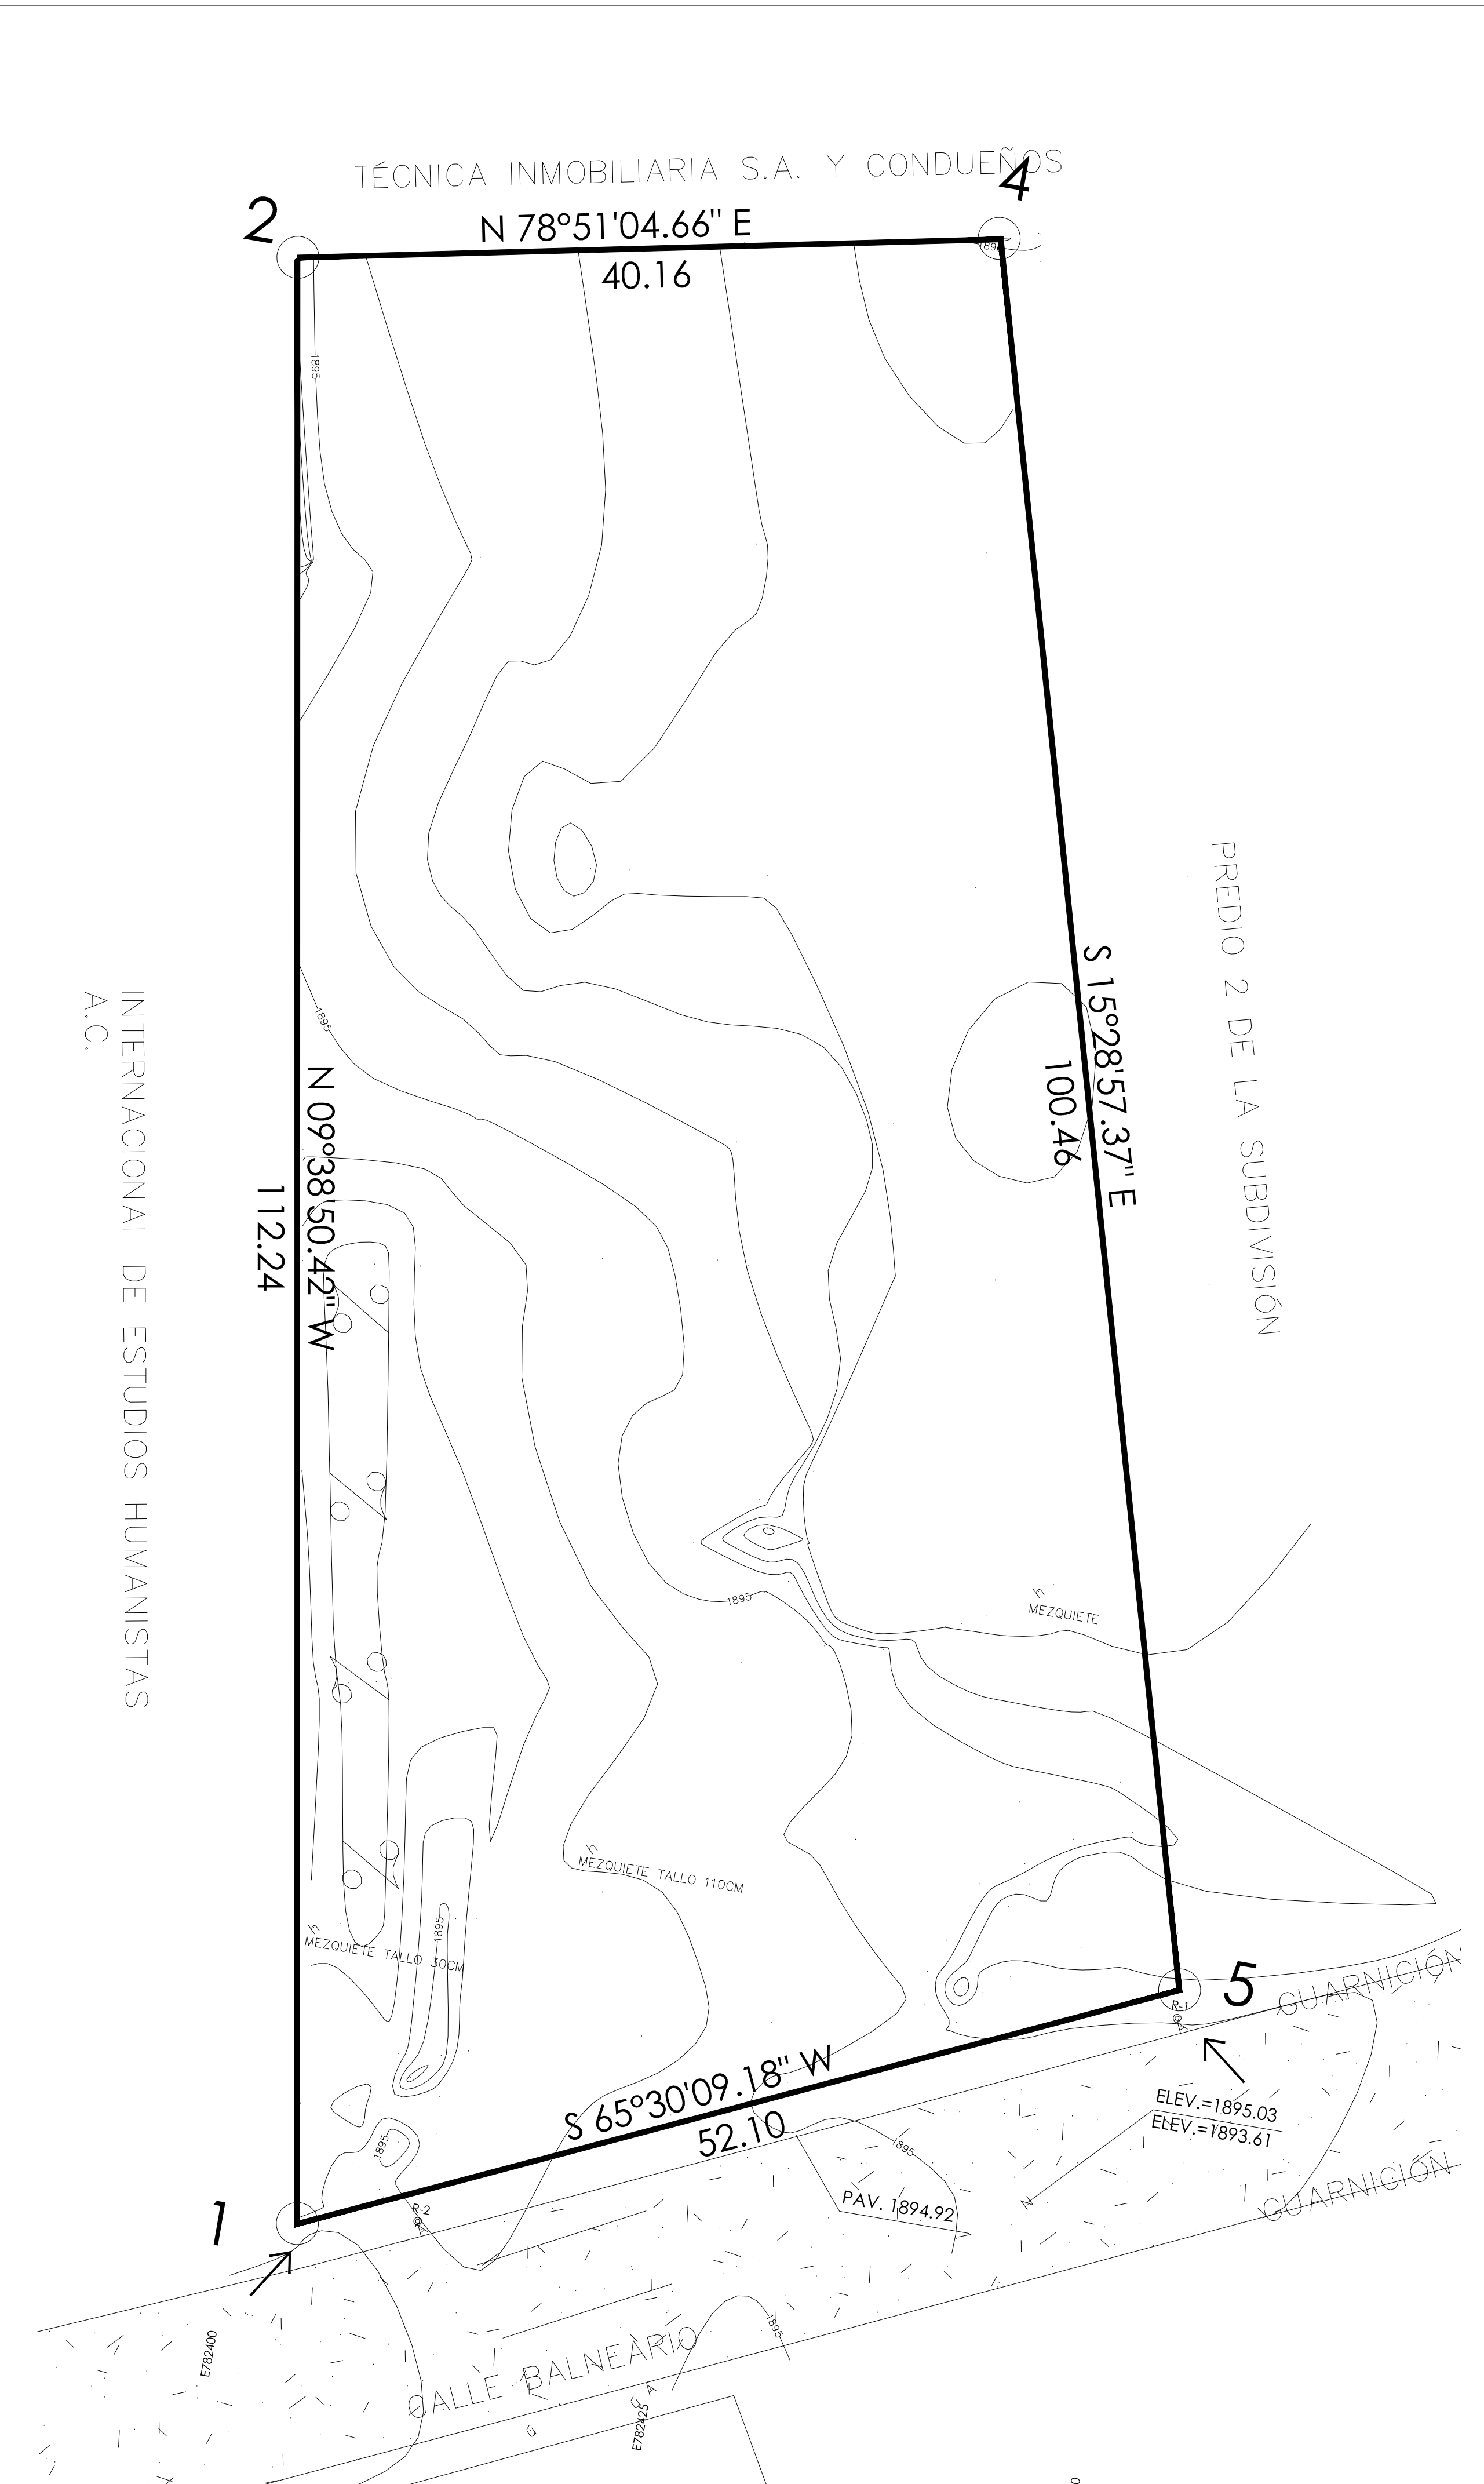 TÉCNICA INMOBILIARIA S.A. Y CONDUEÑOS
2
4
N 78°51'04.66" E
40.16
1895
PREDIO 2 DE LA SUBDIVISIÓN
S 15°28'57.37" E
100.46
INTERNACIONAL DE ESTUDIOS HUMANISTAS
A.C.
1895
N 09°38'50.42" W
112.24
1895
MEZQUIETE
MEZQUIETE TALLO 110CM
1895
MEZQUIETE TALLO 30CM
5
GUARNICIÓN
R-1
S 65°30'09.18" W
52.10
ELEV.=1895.03
ELEV.=1893.61
1895
1895
PAV. 1894.92
GUARNICIÓN
1
R-2
N
E782400
1895
CALLE BALNEARIO
A
Ú
E782425